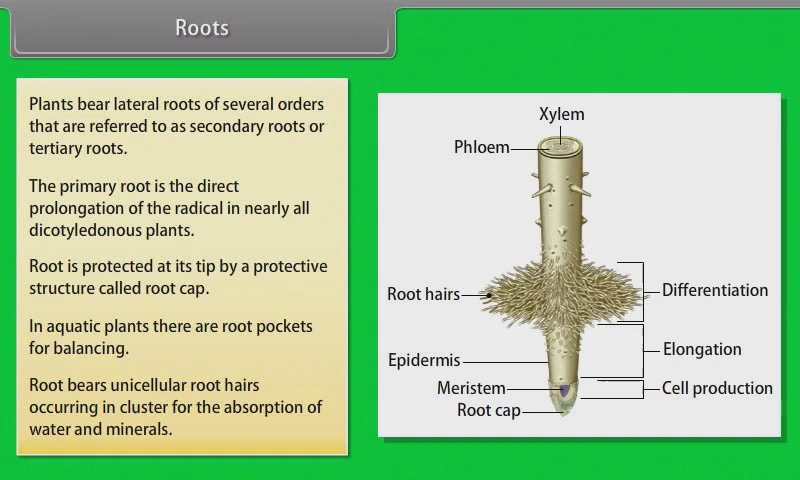 Roots
Plants bear lateral roots of several orders
that are referred to as secondary roots or
tertiary roots.
The primary root is the direct
prolongation of the radical in nearly all
dicotyledonous plants.
Root is protected at its tip by a protective
structure called root cap.
In aquatic plants there are root pockets
for balancing.
Root bears unicellular root hairs
occurring in cluster for the absorption of
water and minerals.
Xylem
Phloem
Root hairs
Differentiation
Elongation
Epidermis
Meristem
Cell production
Root cap